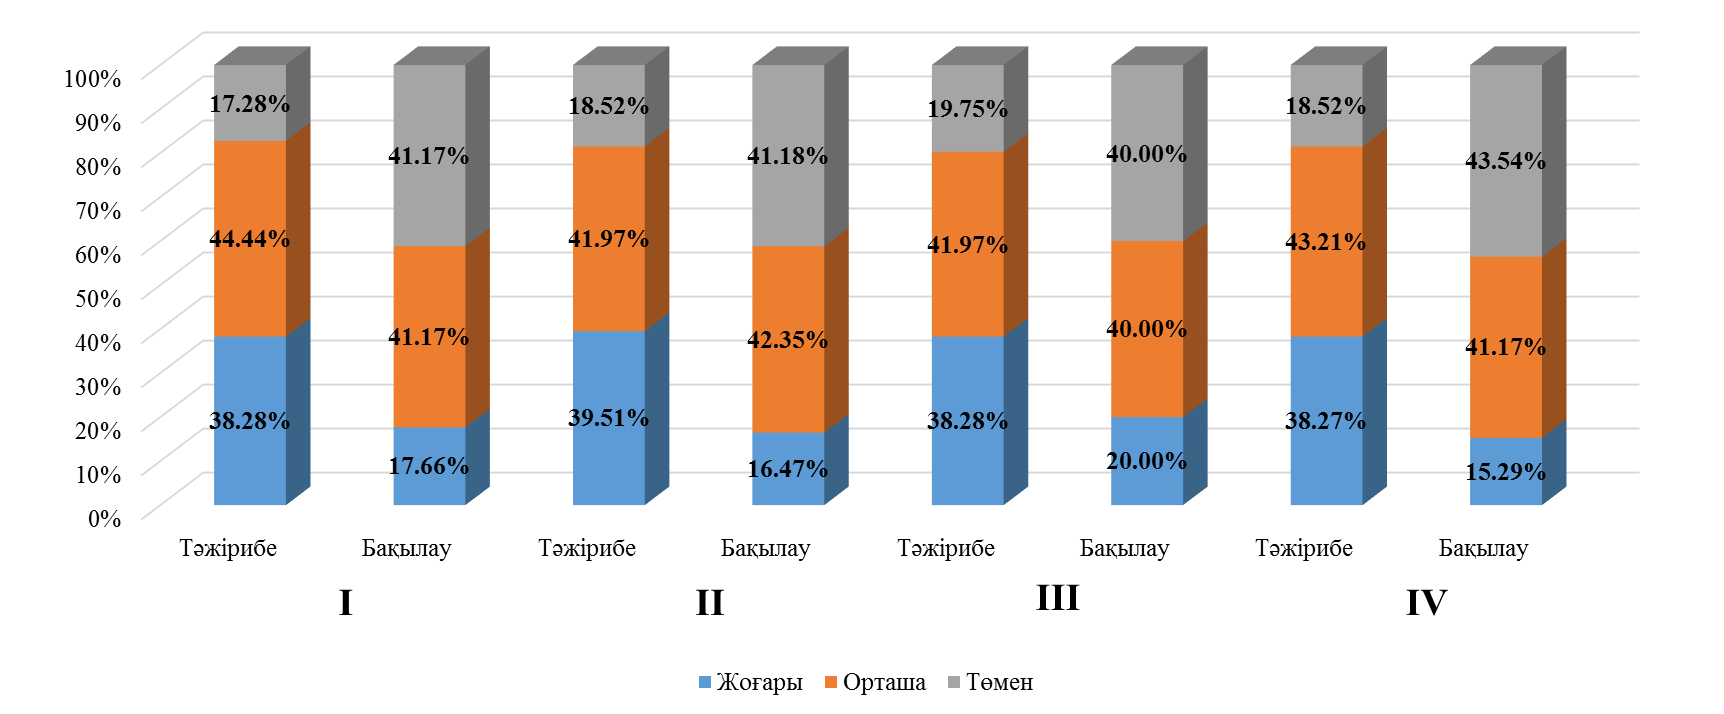 100%
90%
80%
70%
60%
50%
40%
30%
20%
10%
0%
17.28% 41.17% 18.52% 41.18% 19.75% 40.00% 18.52% 43.54%
44.44% 41.17% 41.97% 42.35% 41.97% 40.00% 43.21% 41.17%
38.28% 17.66% 39.51% 16.47% 38.28% 20.00% 38.27% 15.29%
Тәжірибе Бақылау Тәжірибе Бақылау Тәжірибе Бақылау Тәжірибе Бақылау
I II III IV
Жоғары Орташа Төмен